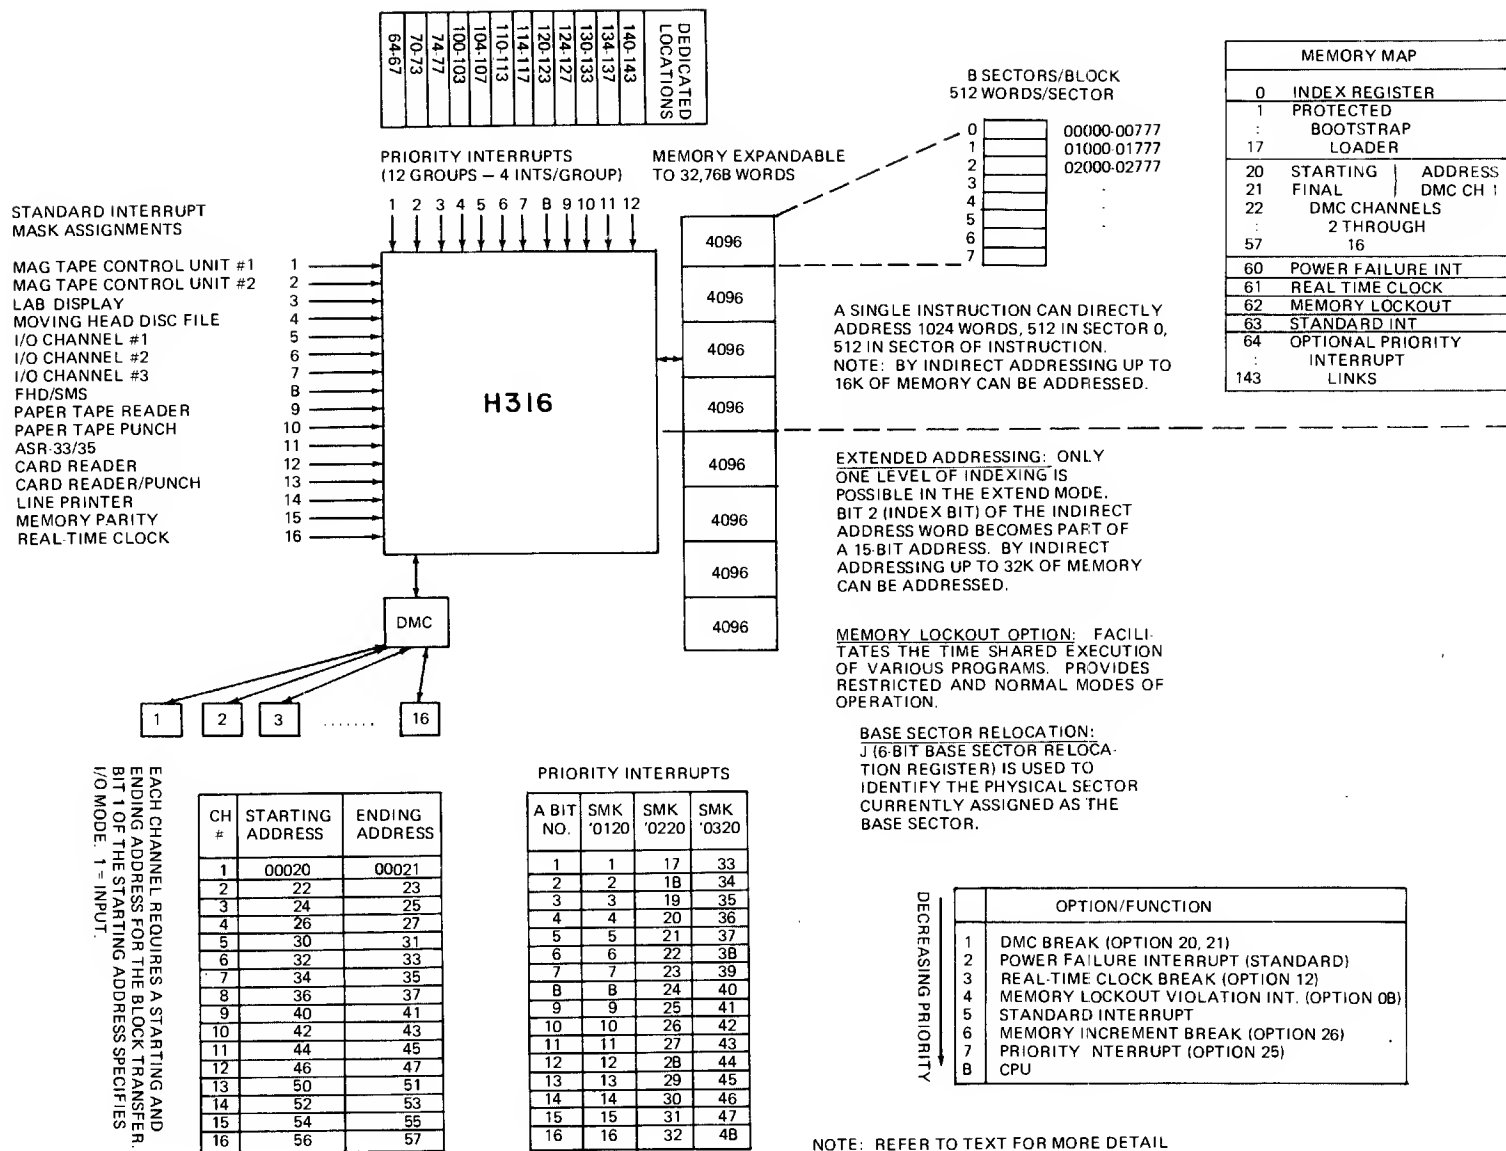 DEDICATED
LOCATIONS
140-143
134-137
130-133
124-127
120-123
114-117
110-113
104-107
100-103
74-77
70-73
64-67
PRIORITY INTERRUPTS
(12 GROUPS – 4 INTS/GROUP)
1 2 3 4 5 6 7 B 9 10 11 12
MEMORY EXPANDABLE
TO 32,76B WORDS
STANDARD INTERRUPT
MASK ASSIGNMENTS
MAG TAPE CONTROL UNIT #1 1
MAG TAPE CONTROL UNIT #2 2
LAB DISPLAY 3
MOVING HEAD DISC FILE 4
I/O CHANNEL #1 5
I/O CHANNEL #2 6
I/O CHANNEL #3 7
FHD/SMS B
PAPER TAPE READER 9
PAPER TAPE PUNCH 10
ASR-33/35 11
CARD READER 12
CARD READER/PUNCH 13
LINE PRINTER 14
MEMORY PARITY 15
REAL-TIME CLOCK 16
H316
4096
4096
4096
4096
4096
4096
4096
4096
DMC
1 2 3 ....... 16
B SECTORS/BLOCK
512 WORDS/SECTOR
0 00000-00777
1 01000-01777
2 02000-02777
3 .
4 .
5 .
6
7
A SINGLE INSTRUCTION CAN DIRECTLY
ADDRESS 1024 WORDS, 512 IN SECTOR 0,
512 IN SECTOR OF INSTRUCTION.
NOTE: BY INDIRECT ADDRESSING UP TO
16K OF MEMORY CAN BE ADDRESSED.
MEMORY MAP
0 INDEX REGISTER
1 PROTECTED
: BOOTSTRAP
17 LOADER
20 STARTING ADDRESS
21 FINAL DMC CH 1
22 DMC CHANNELS
: 2 THROUGH
57 16
60 POWER FAILURE INT
61 REAL TIME CLOCK
62 MEMORY LOCKOUT
63 STANDARD INT
64 OPTIONAL PRIORITY
: INTERRUPT
143 LINKS
EXTENDED ADDRESSING: ONLY
ONE LEVEL OF INDEXING IS
POSSIBLE IN THE EXTEND MODE.
BIT 2 (INDEX BIT) OF THE INDIRECT
ADDRESS WORD BECOMES PART OF
A 15-BIT ADDRESS. BY INDIRECT
ADDRESSING UP TO 32K OF MEMORY
CAN BE ADDRESSED.
MEMORY LOCKOUT OPTION: FACILI-
TATES THE TIME SHARED EXECUTION
OF VARIOUS PROGRAMS. PROVIDES
RESTRICTED AND NORMAL MODES OF
OPERATION.
BASE SECTOR RELOCATION:
J (6-BIT BASE SECTOR RELOCA-
TION REGISTER) IS USED TO
IDENTIFY THE PHYSICAL SECTOR
CURRENTLY ASSIGNED AS THE
BASE SECTOR.
EACH CHANNEL REQUIRES A STARTING AND
ENDING ADDRESS FOR THE BLOCK TRANSFER.
BIT 1 OF THE STARTING ADDRESS SPECIFIES
I/O MODE. 1 = INPUT.
CH STARTING ENDING
# ADDRESS ADDRESS
1 00020 00021
2 22 23
3 24 25
4 26 27
5 30 31
6 32 33
7 34 35
8 36 37
9 40 41
10 42 43
11 44 45
12 46 47
13 50 51
14 52 53
15 54 55
16 56 57
PRIORITY INTERRUPTS
A BIT SMK SMK SMK
NO. '0120 '0220 '0320
1 1 17 33
2 2 1B 34
3 3 19 35
4 4 20 36
5 5 21 37
6 6 22 3B
7 7 23 39
B B 24 40
9 9 25 41
10 10 26 42
11 11 27 43
12 12 2B 44
13 13 29 45
14 14 30 46
15 15 31 47
16 16 32 4B
DECREASING PRIORITY
OPTION/FUNCTION
1 DMC BREAK (OPTION 20, 21)
2 POWER FAILURE INTERRUPT (STANDARD)
3 REAL-TIME CLOCK BREAK (OPTION 12)
4 MEMORY LOCKOUT VIOLATION INT. (OPTION 0B)
5 STANDARD INTERRUPT
6 MEMORY INCREMENT BREAK (OPTION 26)
7 PRIORITY NTERRUPT (OPTION 25)
B CPU
NOTE: REFER TO TEXT FOR MORE DETAIL